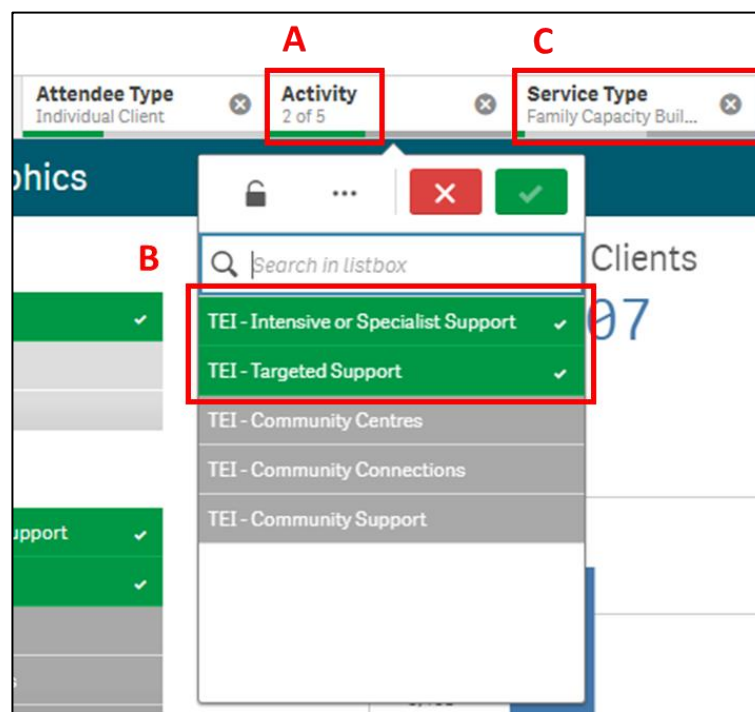 A
C
Attendee Type
Individual Client
Activity
2 of 5
Service Type
Family Capacity Buil...
phics
...
B
Search in listbox
Clients
07
TEI - Intensive or Specialist Support
TEI - Targeted Support
TEI - Community Centres
TEI - Community Connections
upport
TEI - Community Support
s